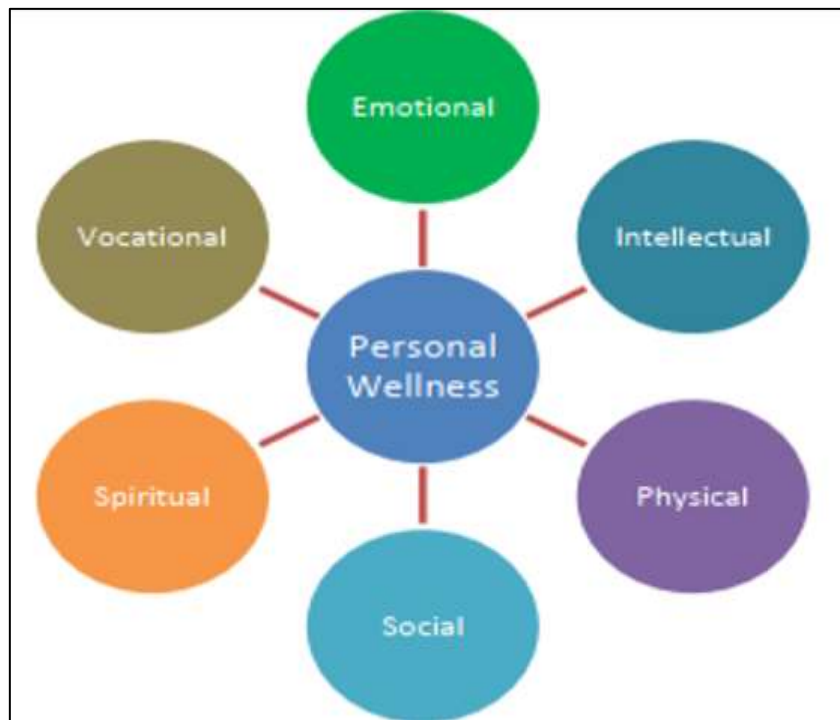 Emotional
Vocational
Intellectual
Personal
Wellness
Spiritual
Physical
Social